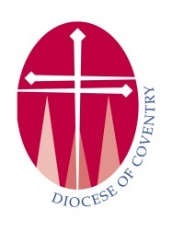 DIOCESE OF COVENTRY